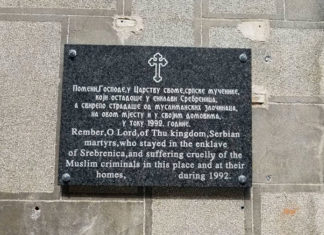 Помени,Господе,у Царству своме,српске мученике,
који остадоше у енклави Сребреница,
а свирепо страдаше од муслиманских злочинаца,
на овом мјесту и у својим домовима,
у току 1992. године.
Rember,O Lord,of Thu kingdom,Serbian
martyrs,who stayed in the enklave
of Srebrenica,and suffering cruelly of the
Muslim criminals in this place and at their
homes, during 1992.